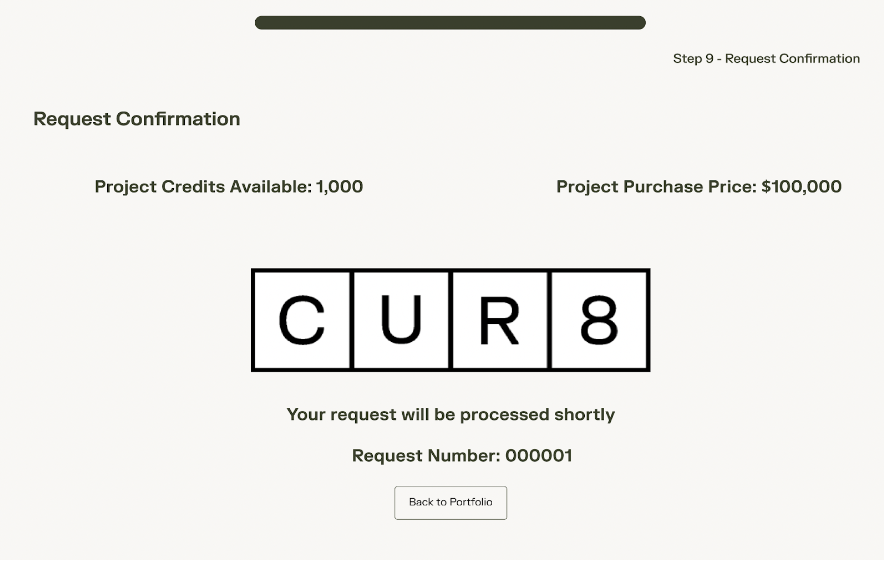 Step 9 - Request Confirmation
Request Confirmation
Project Credits Available: 1,000
Project Purchase Price: $100,000
CUR8
Your request will be processed shortly
Request Number: 000001
Back to Portfolio